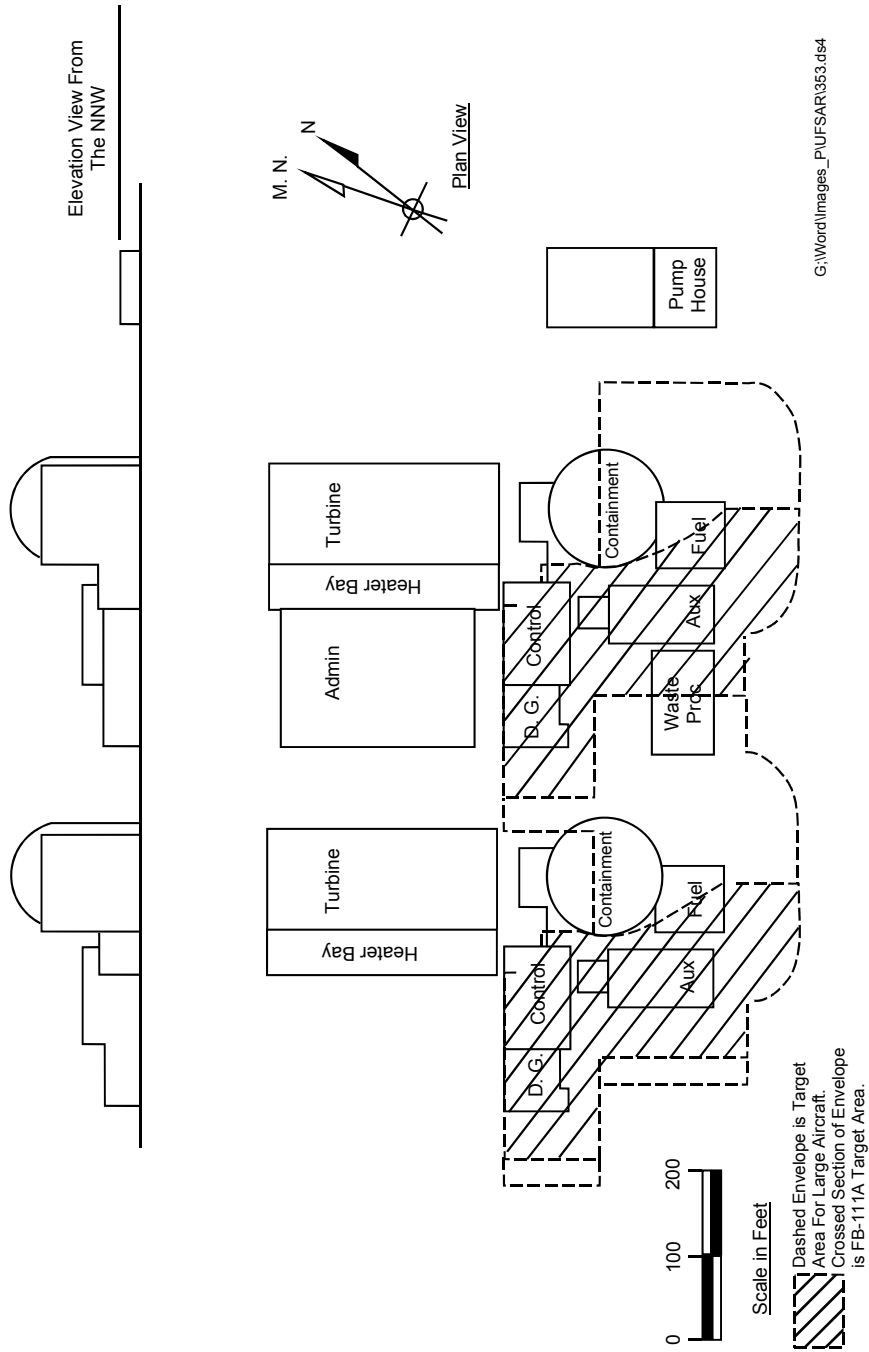 Elevation View From
The NNW
M. N.
N
Plan View
Turbine
Heater Bay
Admin
Turbine
Heater Bay
Containment
Fuel
Control
Aux
D. G.
Waste
Proc
Pump
House
Containment
Fuel
Control
Aux
D. G.
0
100
200
Scale in Feet
Dashed Envelope is Target
Area For Large Aircraft.
Crossed Section of Envelope
is FB-111A Target Area.
G:\Word\Images_P\UFSAR\353.ds4